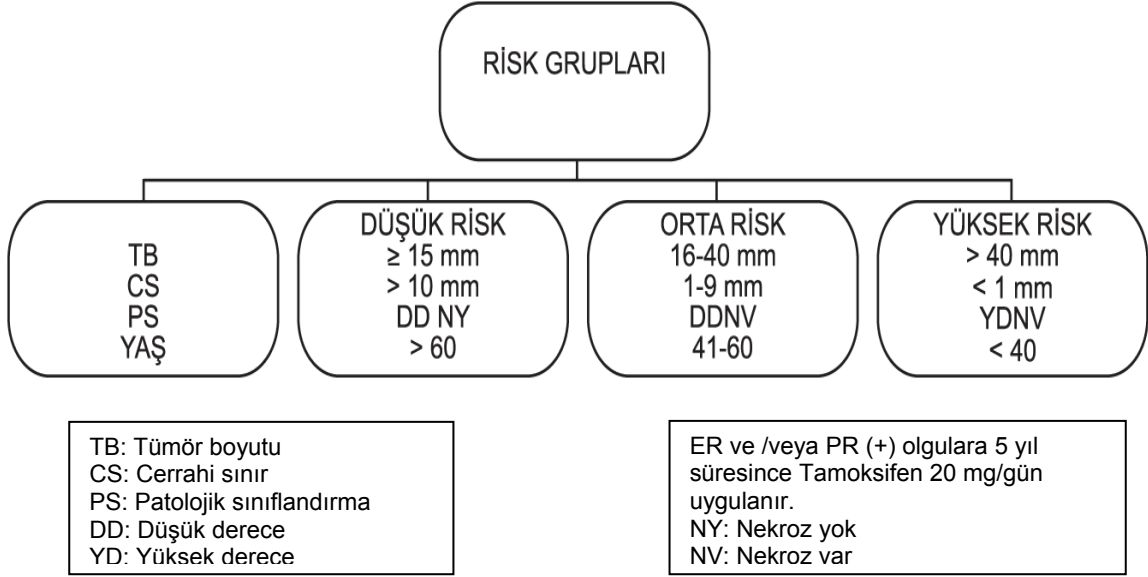 RİSK GRUPLARI
TB
CS
PS
YAŞ
DÜŞÜK RİSK
≥ 15 mm
> 10 mm
DD NY
> 60
ORTA RİSK
16-40 mm
1-9 mm
DDNV
41-60
YÜKSEK RİSK
> 40 mm
< 1 mm
YDNV
< 40
TB: Tümör boyutu
CS: Cerrahi sınır
PS: Patolojik sınıflandırma
DD: Düşük derece
YD: Yüksek derece
ER ve /veya PR (+) olgulara 5 yıl
süresince Tamoksifen 20 mg/gün
uygulanır.
NY: Nekroz yok
NV: Nekroz var